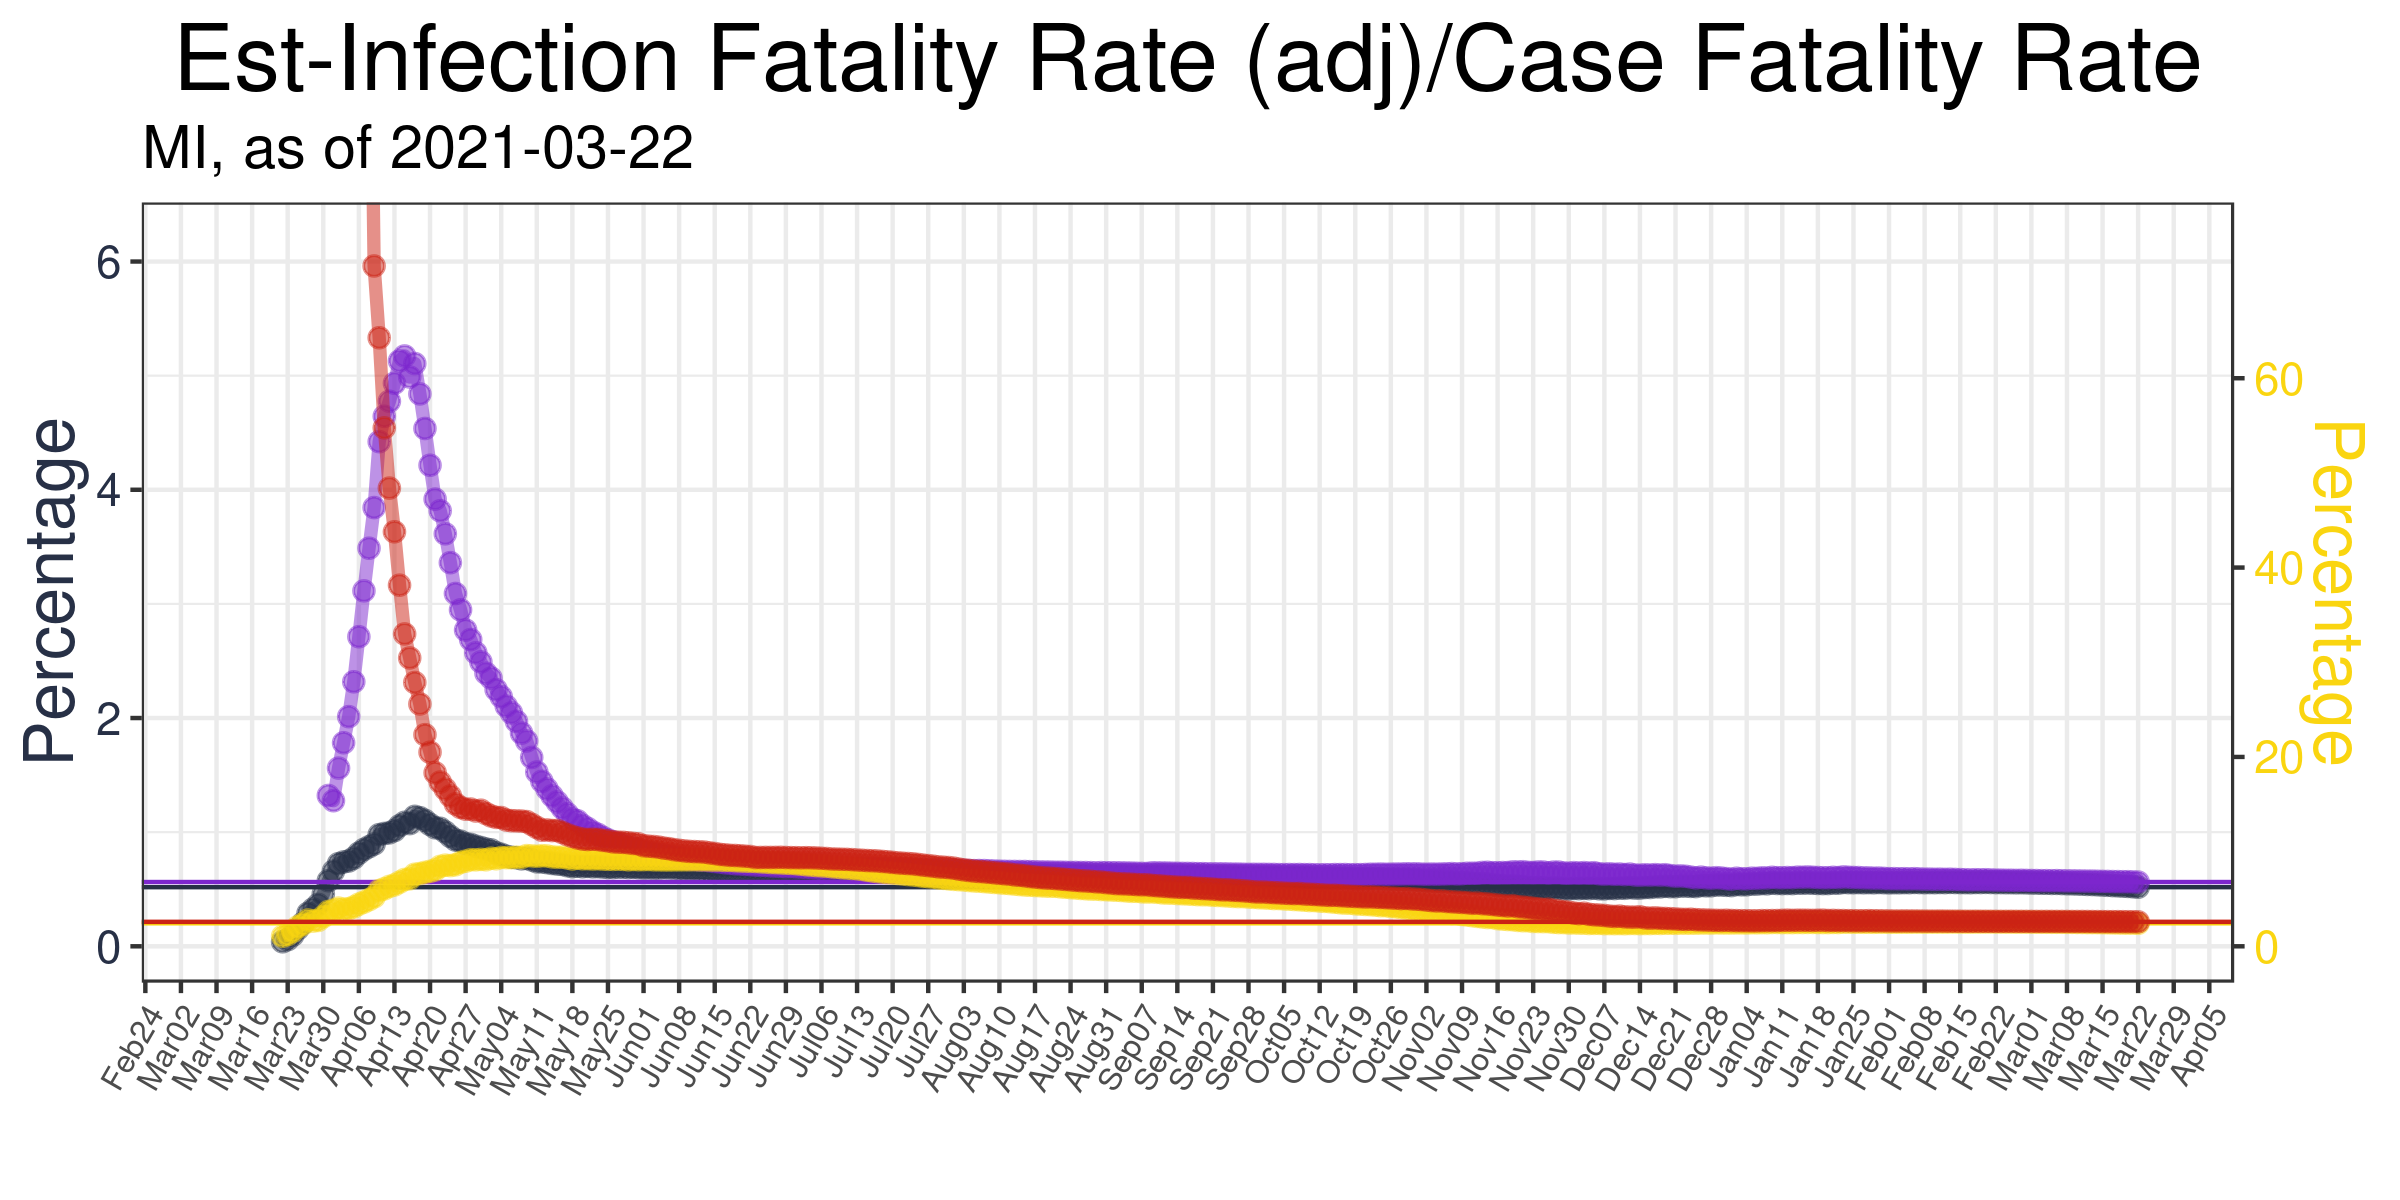 Est-Infection Fatality Rate (adj)/Case Fatality Rate
MI, as of 2021-03-22
Percentage
6
4
2
0
60
40
20
0
Percentage
Feb24
Mar02
Mar09
Mar16
Mar23
Mar30
Apr06
Apr13
Apr20
Apr27
May04
May11
May18
May25
Jun01
Jun08
Jun15
Jun22
Jun29
Jul06
Jul13
Jul20
Jul27
Aug03
Aug10
Aug17
Aug24
Aug31
Sep07
Sep14
Sep21
Sep28
Oct05
Oct12
Oct19
Oct26
Nov02
Nov09
Nov16
Nov23
Nov30
Dec07
Dec14
Dec21
Dec28
Jan04
Jan11
Jan18
Jan25
Feb01
Feb08
Feb15
Feb22
Mar01
Mar08
Mar15
Mar22
Mar29
Apr05